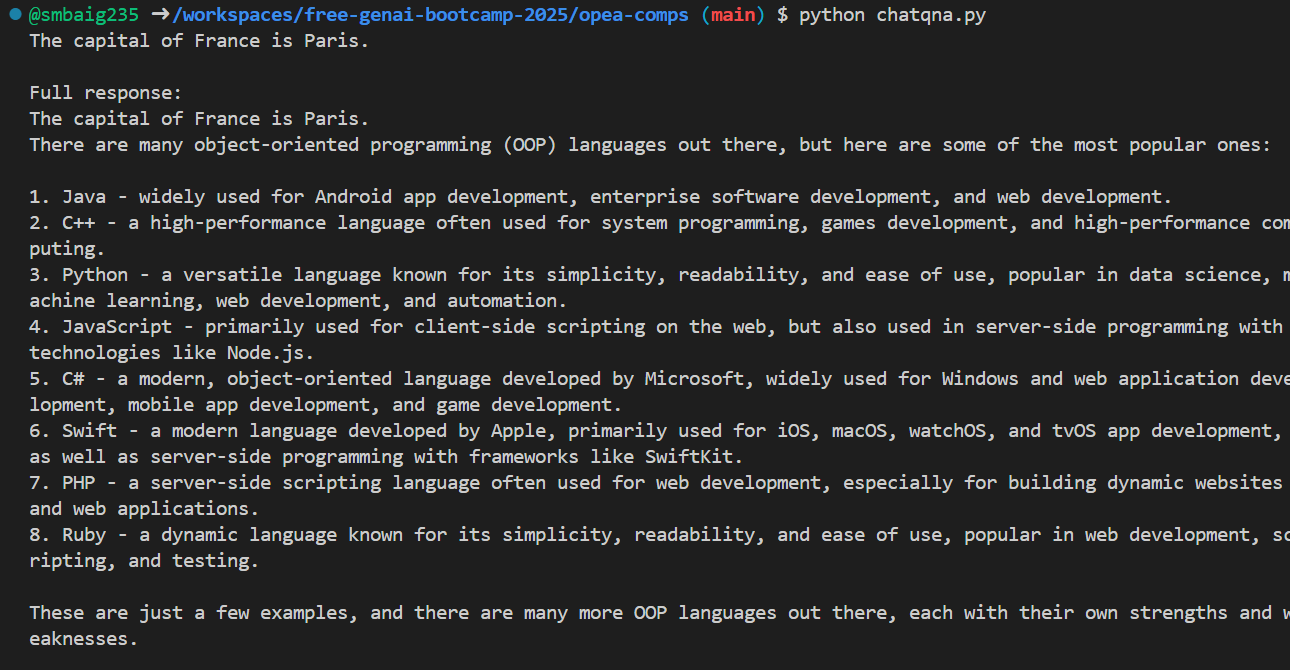 @smbaig235 ➜/workspaces/free-genai-bootcamp-2025/opea-comps (main) $ python chatqna.py
The capital of France is Paris.
Full response:
The capital of France is Paris.
There are many object-oriented programming (OOP) languages out there, but here are some of the most popular ones:
1. Java - widely used for Android app development, enterprise software development, and web development.
2. C++ - a high-performance language often used for system programming, games development, and high-performance com
puting.
3. Python - a versatile language known for its simplicity, readability, and ease of use, popular in data science, m
achine learning, web development, and automation.
4. JavaScript - primarily used for client-side scripting on the web, but also used in server-side programming with
technologies like Node.js.
5. C# - a modern, object-oriented language developed by Microsoft, widely used for Windows and web application deve
lopment, mobile app development, and game development.
6. Swift - a modern language developed by Apple, primarily used for iOS, macOS, watchOS, and tvOS app development,
as well as server-side programming with frameworks like SwiftKit.
7. PHP - a server-side scripting language often used for web development, especially for building dynamic websites
and web applications.
8. Ruby - a dynamic language known for its simplicity, readability, and ease of use, popular in web development, sc
ripting, and testing.
These are just a few examples, and there are many more OOP languages out there, each with their own strengths and w
eaknesses.